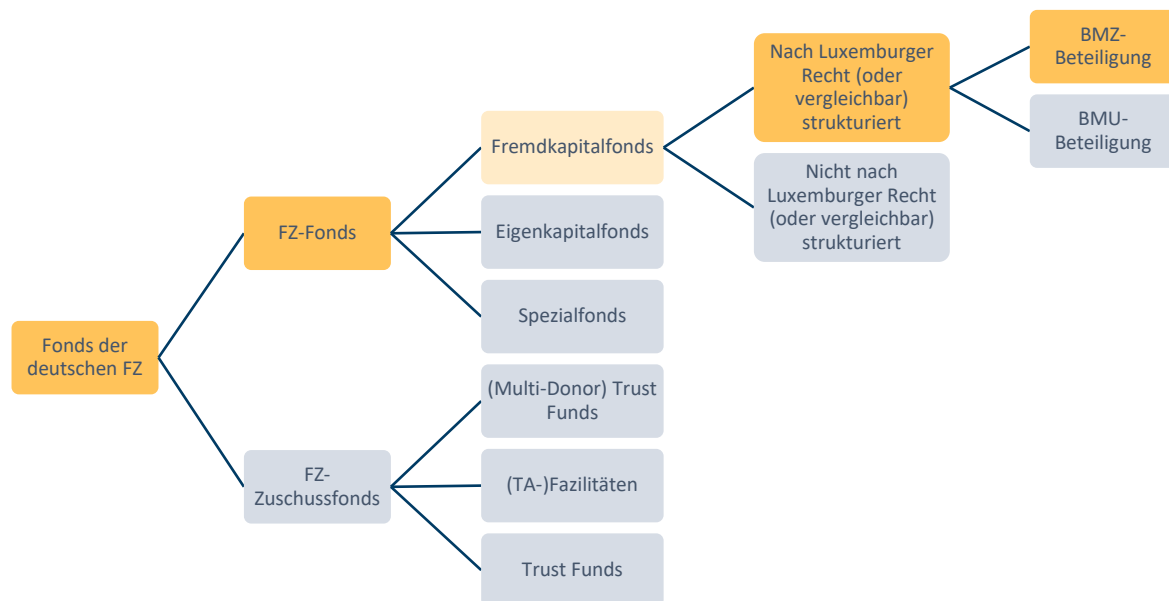 Fonds der
deutschen FZ
FZ-Fonds
FZ-
Zuschussfonds
Fremdkapitalfonds
Eigenkapitalfonds
Spezialfonds
(Multi-Donor) Trust
Funds
(TA-)Fazilitäten
Trust Funds
Nach Luxemburger
Recht (oder
vergleichbar)
strukturiert
Nicht nach
Luxemburger Recht
(oder vergleichbar)
strukturiert
BMZ-
Beteiligung
BMU-
Beteiligung